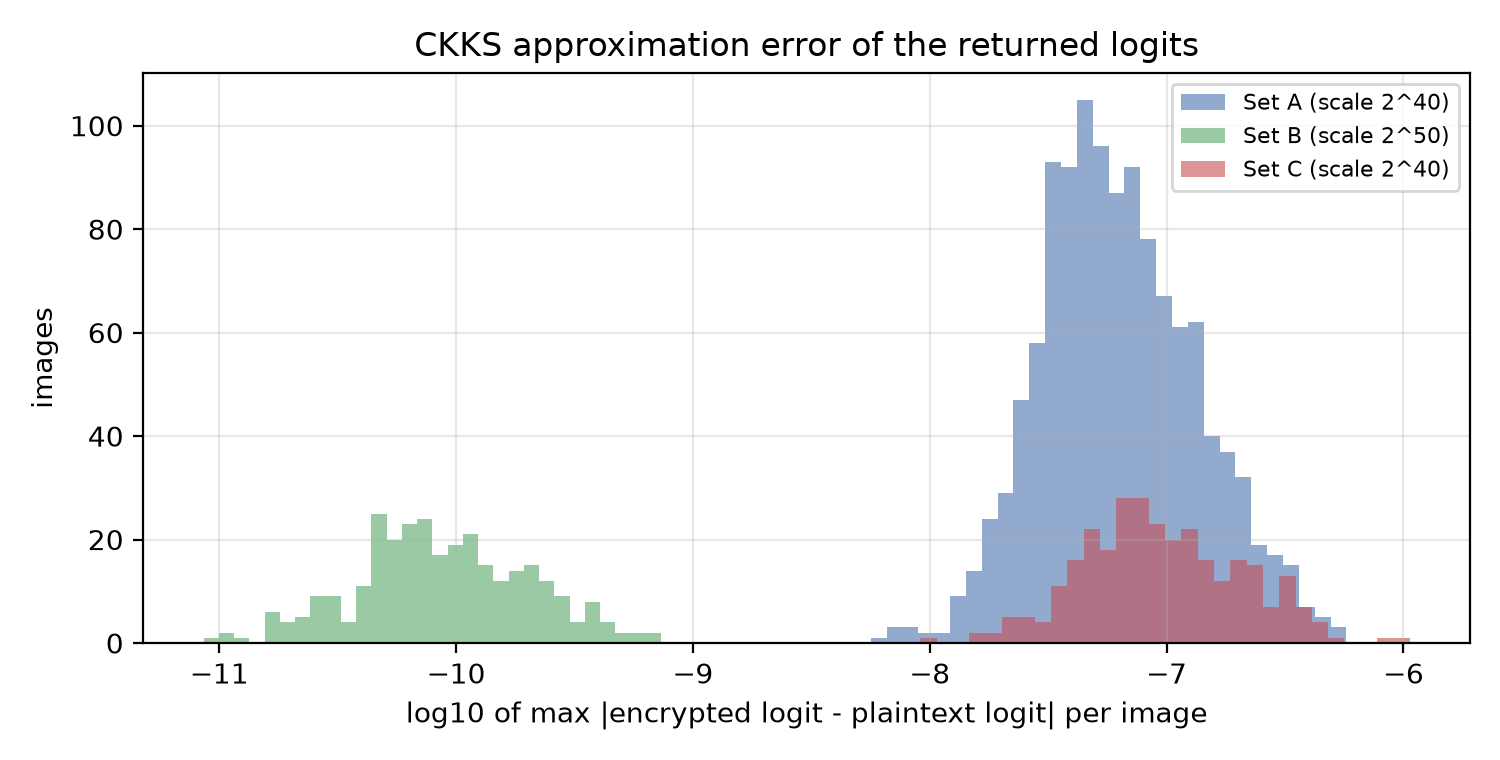 CKKS approximation error of the returned logits
Set A (scale 2^40)
Set B (scale 2^50)
Set C (scale 2^40)
images
100
80
60
40
20
0
−11 −10 −9 −8 −7 −6
log10 of max |encrypted logit - plaintext logit| per image